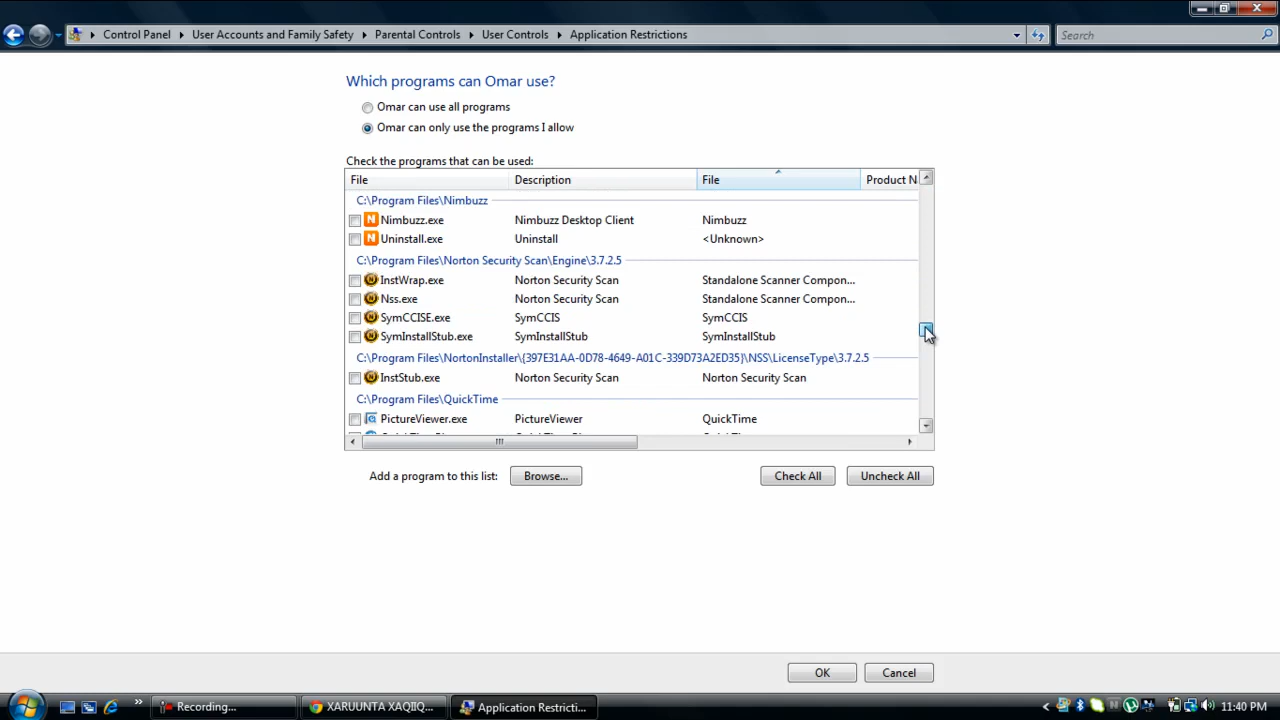 Control Panel
User Accounts and Family Safety
Parental Controls
User Controls
Application Restrictions
Search
Which programs can Omar use?
Omar can use all programs
Omar can only use the programs I allow
Check the programs that can be used:
File Description File Product N
C:\Program Files\Nimbuzz
Nimbuzz.exe Nimbuzz Desktop Client Nimbuzz
Uninstall.exe Uninstall <Unknown>
C:\Program Files\Norton Security Scan\Engine\3.7.2.5
InstWrap.exe Norton Security Scan Standalone Scanner Compon...
Nss.exe Norton Security Scan Standalone Scanner Compon...
SymCCISE.exe SymCCIS SymCCIS
SymInstallStub.exe SymInstallStub SymInstallStub
C:\Program Files\NortonInstaller\{397E31AA-0D78-4649-A01C-339D73A2ED35}\NSS\LicenseType\3.7.2.5
InstStub.exe Norton Security Scan Norton Security Scan
C:\Program Files\QuickTime
PictureViewer.exe PictureViewer QuickTime
Add a program to this list: Browse... Check All Uncheck All
OK Cancel
Recording...
XARUUNTA XAQIIQ...
Application Restricti...
11:40 PM